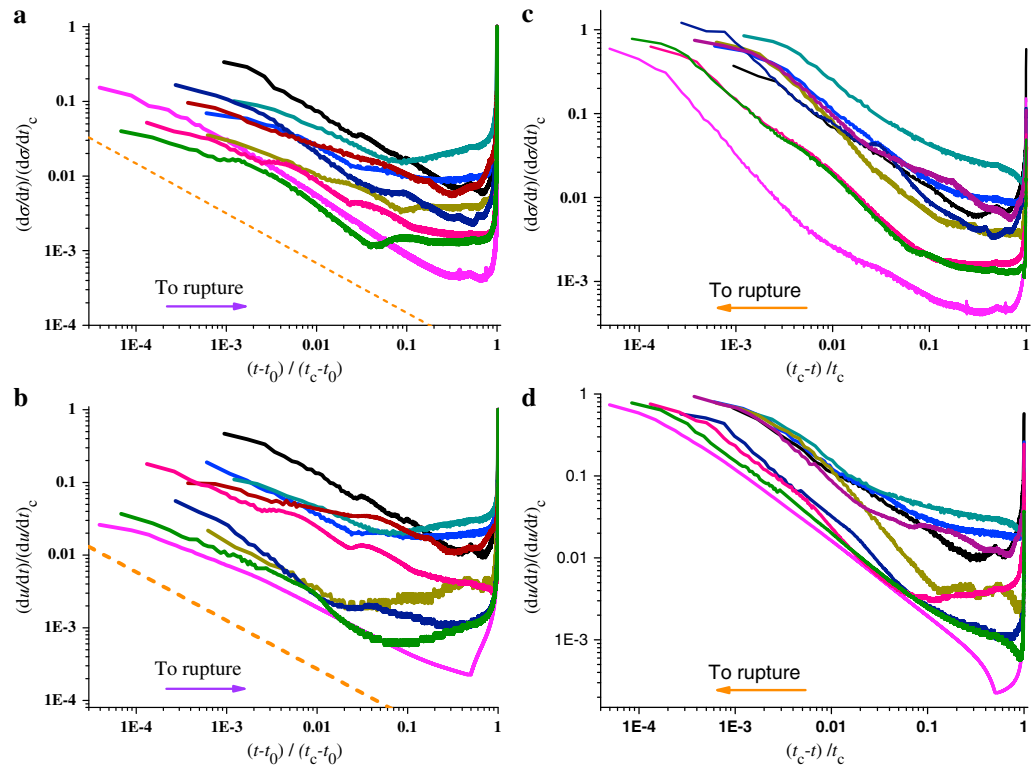 a
1
0.1
0.01
1E-3
1E-4
(dσ/dt)/(dσ/dt)c
To rupture
1E-4 1E-3 0.01 0.1 1
(t-t0) / (tc-t0)
c
1
0.1
0.01
1E-3
(dσ/dt)/(dσ/dt)c
To rupture
1E-4 1E-3 0.01 0.1 1
(tc-t) /tc
b
1
0.1
0.01
1E-3
1E-4
(du/dt)/(du/dt)c
To rupture
1E-4 1E-3 0.01 0.1 1
(t-t0) / (tc-t0)
d
1
0.1
0.01
1E-3
(du/dt)/(du/dt)c
To rupture
1E-4 1E-3 0.01 0.1 1
(tc-t) /tc